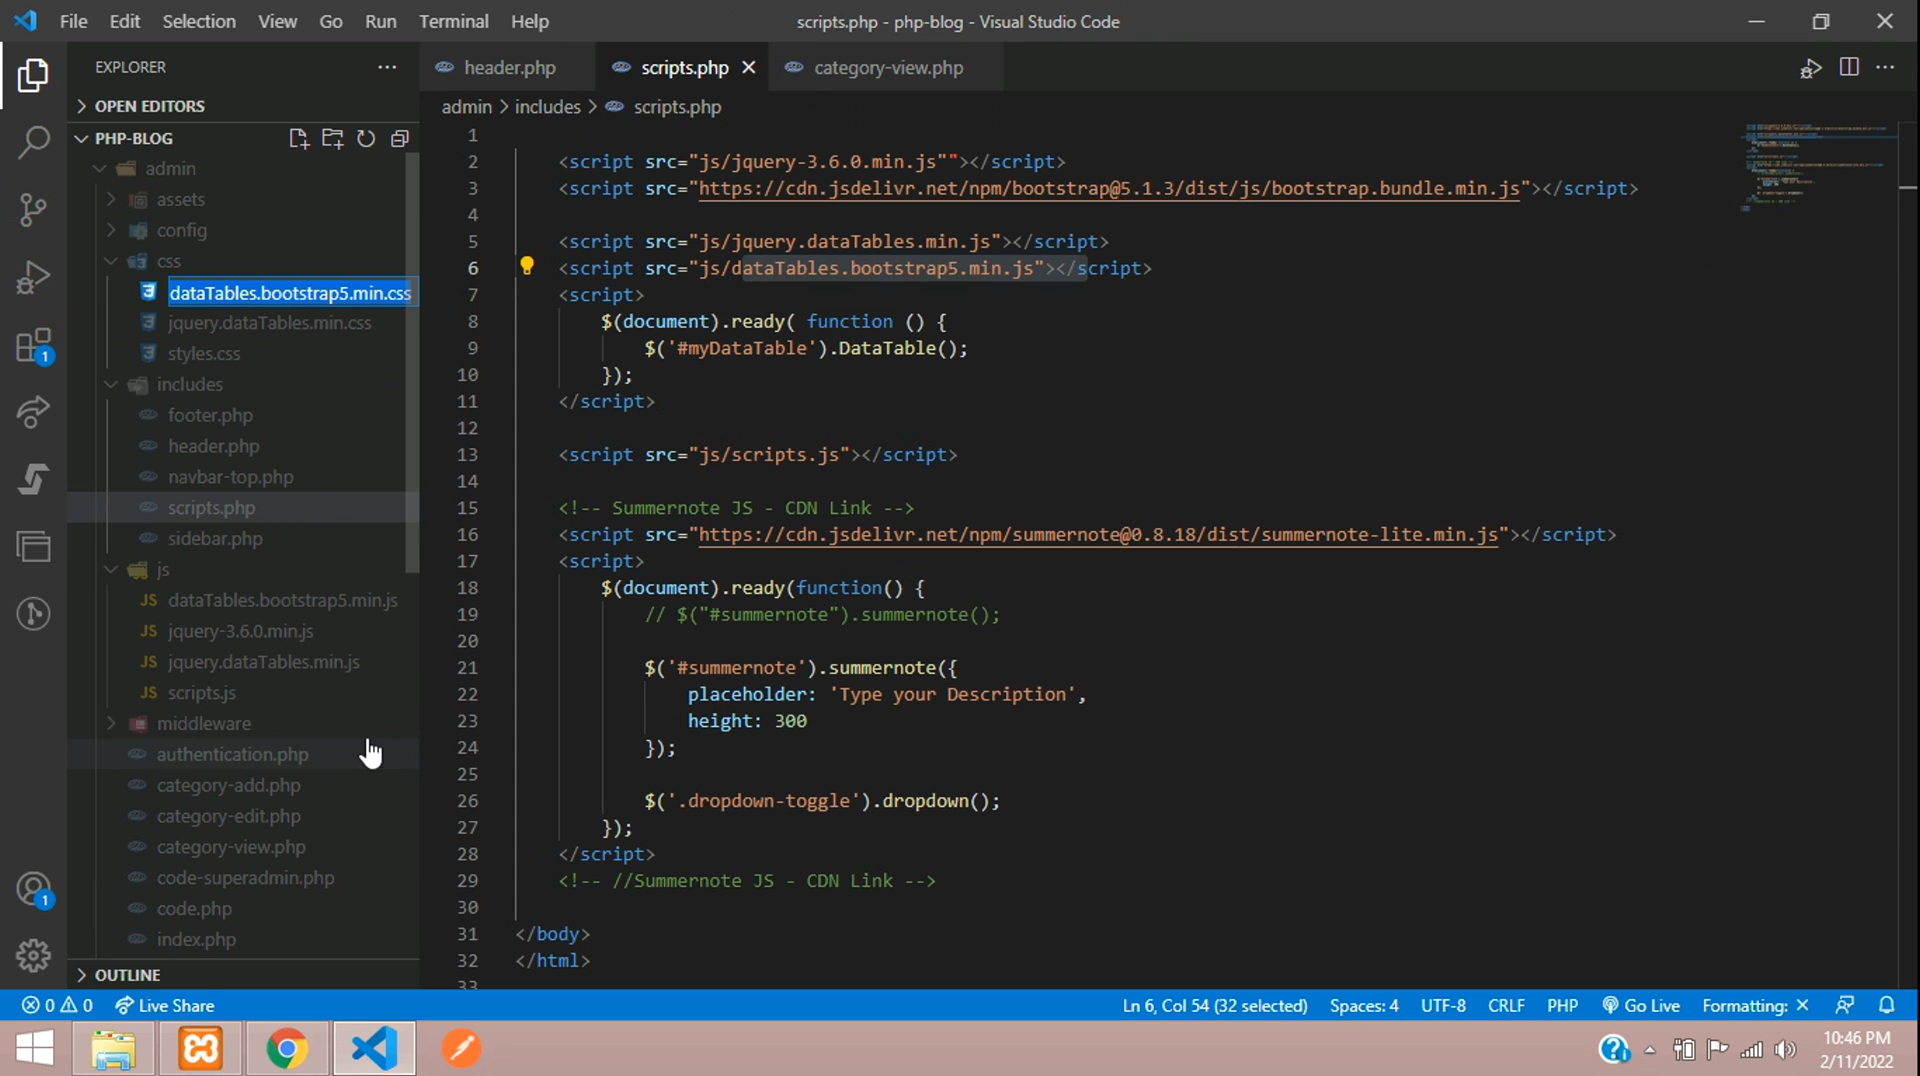 File Edit Selection View Go Run Terminal Help
scripts.php - php-blog - Visual Studio Code
EXPLORER
OPEN EDITORS
PHP-BLOG
admin
assets
config
css
dataTables.bootstrap5.min.css
jquery.dataTables.min.css
styles.css
includes
footer.php
header.php
navbar-top.php
scripts.php
sidebar.php
js
JS dataTables.bootstrap5.min.js
JS jquery-3.6.0.min.js
JS jquery.dataTables.min.js
JS scripts.js
middleware
authentication.php
category-add.php
category-edit.php
category-view.php
code-superadmin.php
code.php
index.php
OUTLINE
1
1
header.php scripts.php category-view.php
admin > includes > scripts.php
1
2 <script src="js/jquery-3.6.0.min.js""></script>
3 <script src="https://cdn.jsdelivr.net/npm/bootstrap@5.1.3/dist/js/bootstrap.bundle.min.js"></script>
4
5 <script src="js/jquery.dataTables.min.js"></script>
6 <script src="js/dataTables.bootstrap5.min.js"></script>
7 <script>
8 $(document).ready( function () {
9 $('#myDataTable').DataTable();
10 });
11 </script>
12
13 <script src="js/scripts.js"></script>
14
15 <!-- Summernote JS - CDN Link -->
16 <script src="https://cdn.jsdelivr.net/npm/summernote@0.8.18/dist/summernote-lite.min.js"></script>
17 <script>
18 $(document).ready(function() {
19 // $("#summernote").summernote();
20
21 $('#summernote').summernote({
22 placeholder: 'Type your Description',
23 height: 300
24 });
25
26 $('.dropdown-toggle').dropdown();
27 });
28 </script>
29 <!-- //Summernote JS - CDN Link -->
30
31 </body>
32 </html>
33
0 0 Live Share
Ln 6, Col 54 (32 selected) Spaces: 4 UTF-8 CRLF PHP Go Live Formatting: ×
10:46 PM
2/11/2022